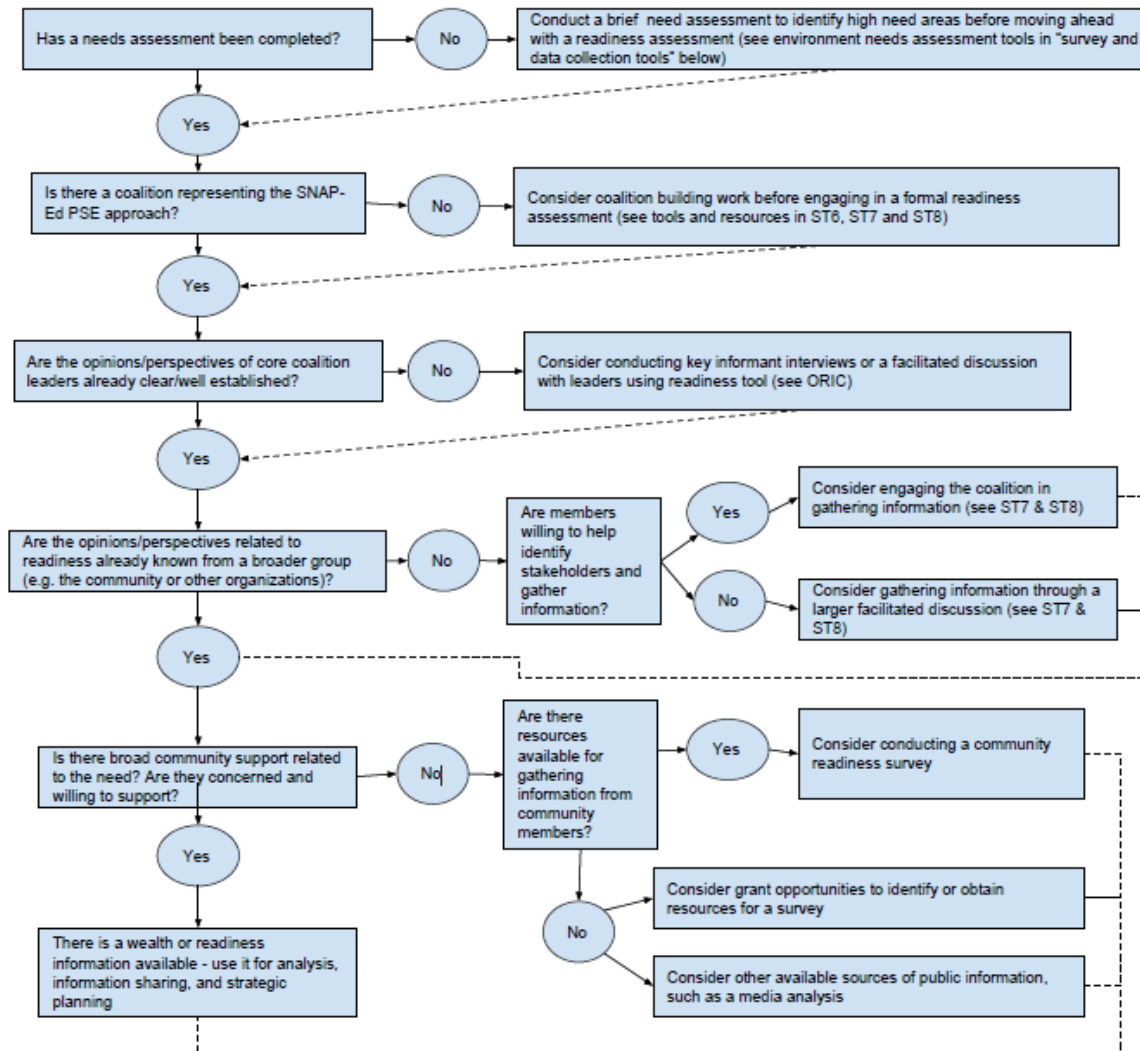 Has a needs assessment been completed?
No
Conduct a brief need assessment to identify high need areas before moving ahead
with a readiness assessment (see environment needs assessment tools in "survey and
data collection tools" below)
Yes
Is there a coalition representing the SNAP-
Ed PSE approach?
No
Consider coalition building work before engaging in a formal readiness
assessment (see tools and resources in ST6, ST7 and ST8)
Yes
Are the opinions/perspectives of core coalition
leaders already clear/well established?
No
Consider conducting key informant interviews or a facilitated discussion
with leaders using readiness tool (see ORIC)
Yes
Are the opinions/perspectives related to
readiness already known from a broader group
(e.g. the community or other organizations)?
No
Are members
willing to help
identify
stakeholders and
gather
information?
Yes
Consider engaging the coalition in
gathering information (see ST7 & ST8)
No
Consider gathering information through a
larger facilitated discussion (see ST7 &
ST8)
Yes
Is there broad community support related
to the need? Are they concerned and
willing to support?
No
Are there
resources
available for
gathering
information from
community
members?
Yes
Consider conducting a community
readiness survey
No
Consider grant opportunities to identify or obtain
resources for a survey
Consider other available sources of public information,
such as a media analysis
Yes
There is a wealth or readiness
information available - use it for analysis,
information sharing, and strategic
planning